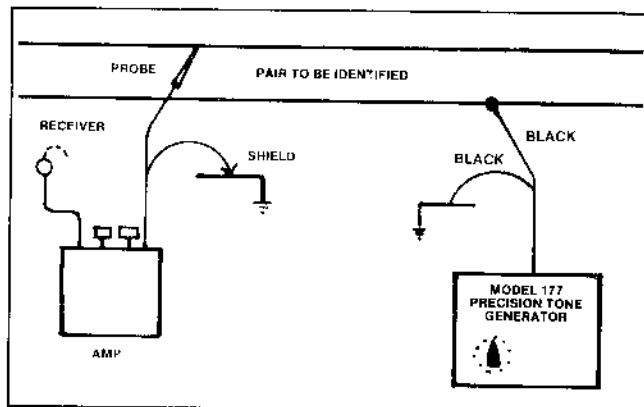 PROBE
PAIR TO BE IDENTIFIED
RECEIVER
SHIELD
BLACK
BLACK
AMP
MODEL 177
PRECISION TONE
GENERATOR